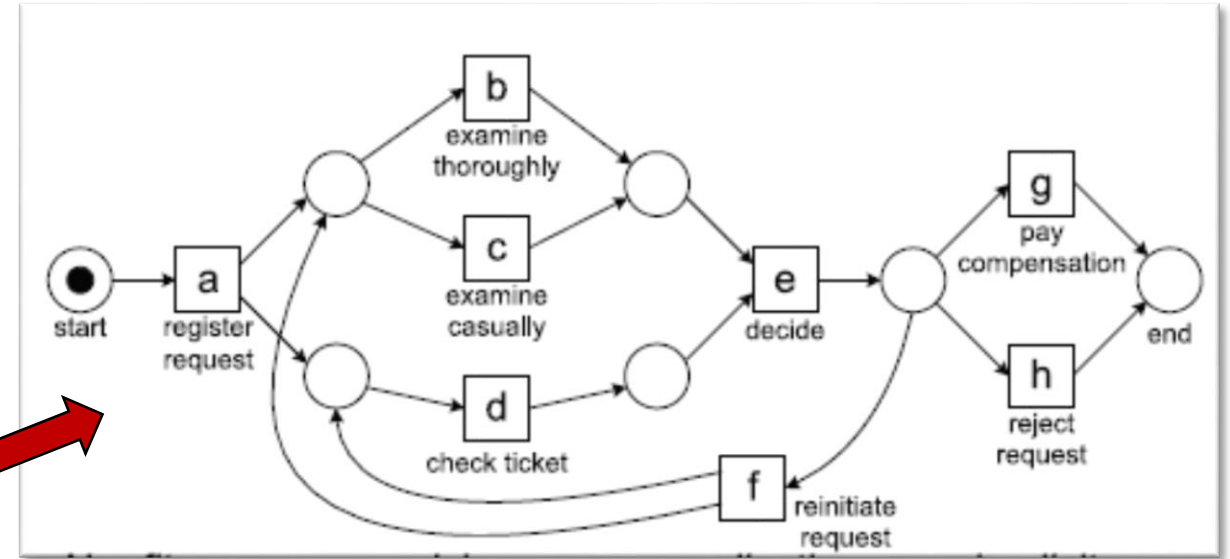 b
examine
thoroughly
g
pay
compensation
c
examine
casually
a
register
request
start
e
decide
end
h
reject
request
d
check ticket
f
reinitiate
request